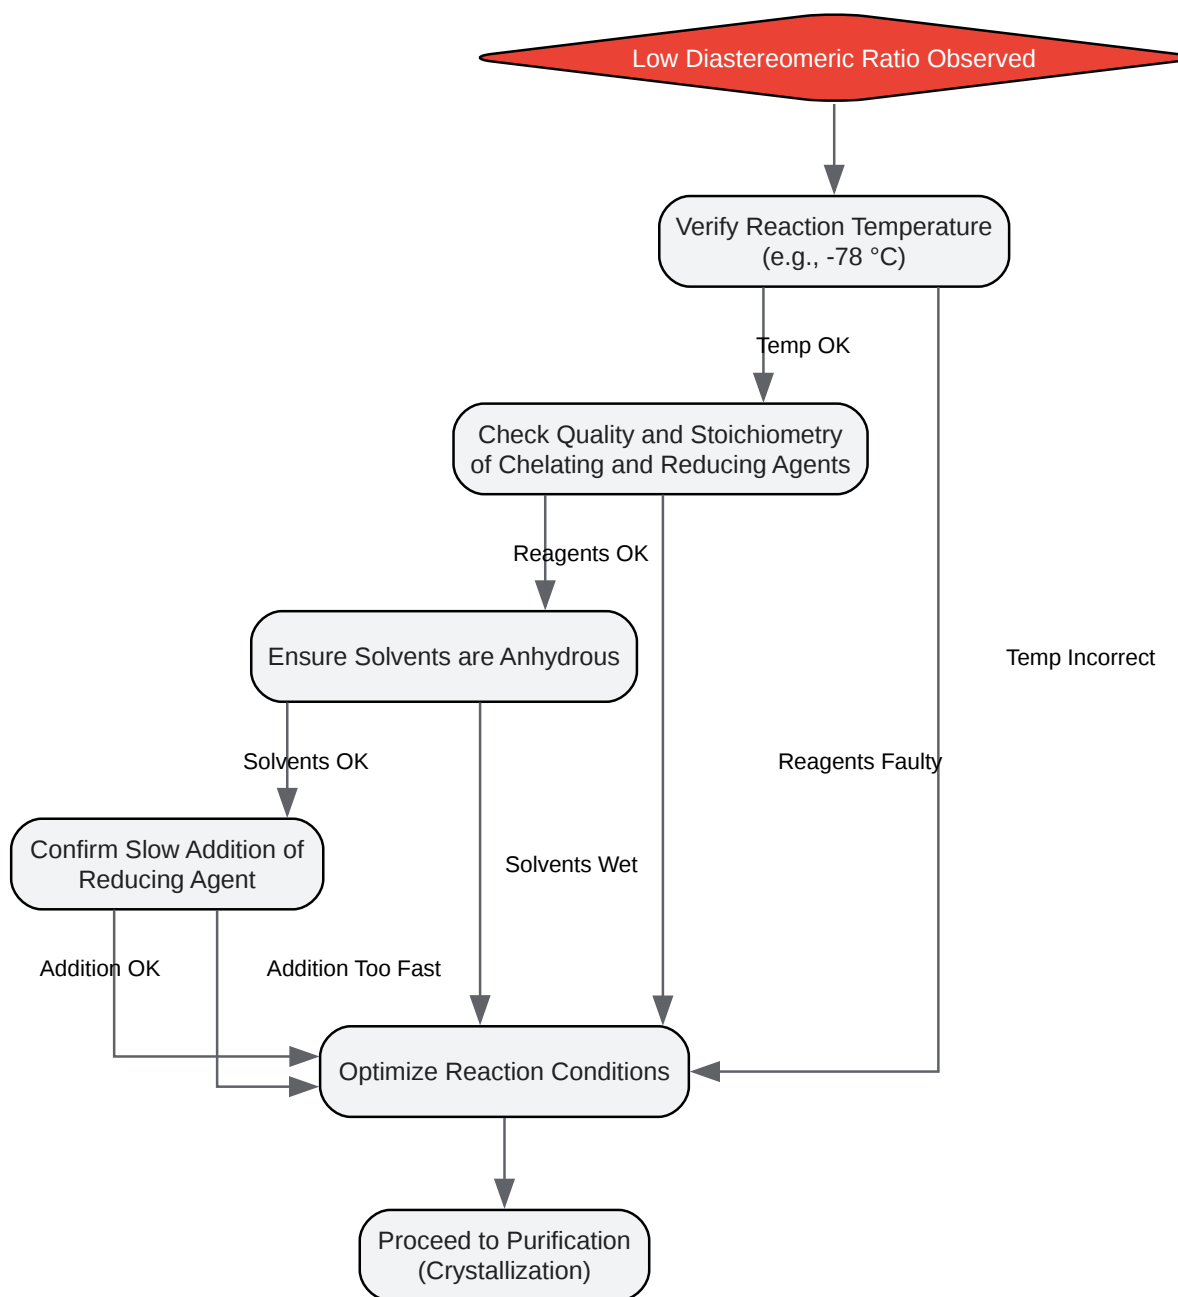 Low Diastereomeric Ratio Observed
Verify Reaction Temperature
(e.g., -78 °C)
Temp OK
Check Quality and Stoichiometry
of Chelating and Reducing Agents
Reagents OK
Ensure Solvents are Anhydrous
Temp Incorrect
Solvents OK
Reagents Faulty
Confirm Slow Addition of
Reducing Agent
Solvents Wet
Addition OK
Addition Too Fast
Optimize Reaction Conditions
Proceed to Purification
(Crystallization)